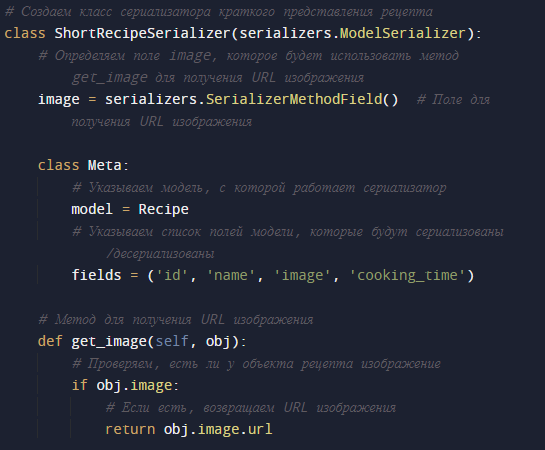 # Создаем класс сериализатора краткого представления рецепта
class ShortRecipeSerializer(serializers.ModelSerializer):
# Определяем поле image, которое будет использовать метод
get_image для получения URL изображения
image = serializers.SerializerMethodField()  # Поле для
получения URL изображения
class Meta:
# Указываем модель, с которой работает сериализатор
model = Recipe
# Указываем список полей модели, которые будут сериализованы
/десериализованы
fields = ('id', 'name', 'image', 'cooking_time')
# Метод для получения URL изображения
def get_image(self, obj):
# Проверяем, есть ли у объекта рецепта изображение
if obj.image:
# Если есть, возвращаем URL изображения
return obj.image.url